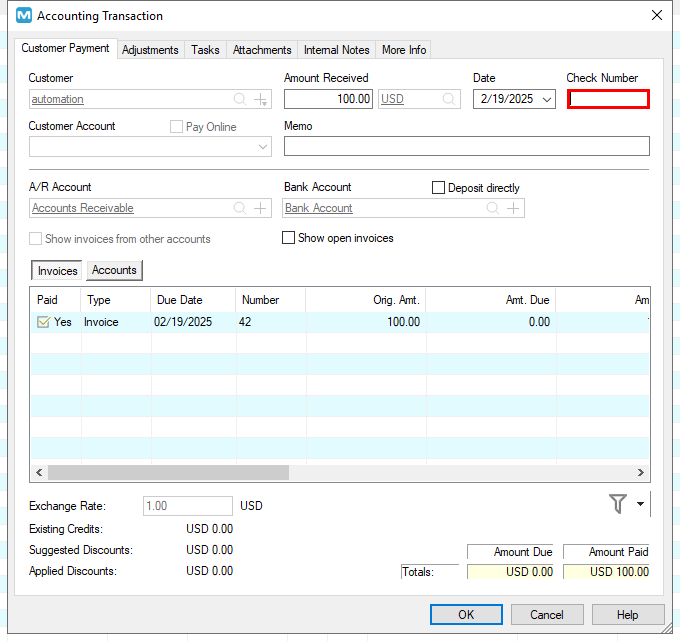 M Accounting Transaction
Customer Payment Adjustments Tasks Attachments Internal Notes More Info
Customer Amount Received Date Check Number
automation 100.00 USD 2/19/2025
Customer Account Pay Online Memo
A/R Account Bank Account Deposit directly
Accounts Receivable Bank Account
Show invoices from other accounts Show open invoices
Invoices Accounts
Paid Type Due Date Number Orig. Amt. Amt. Due Am
Yes Invoice 02/19/2025 42 100.00 0.00
Exchange Rate: 1.00 USD
Existing Credits: USD 0.00
Suggested Discounts: USD 0.00 Amount Due Amount Paid
Applied Discounts: USD 0.00 Totals: USD 0.00 USD 100.00
OK Cancel Help